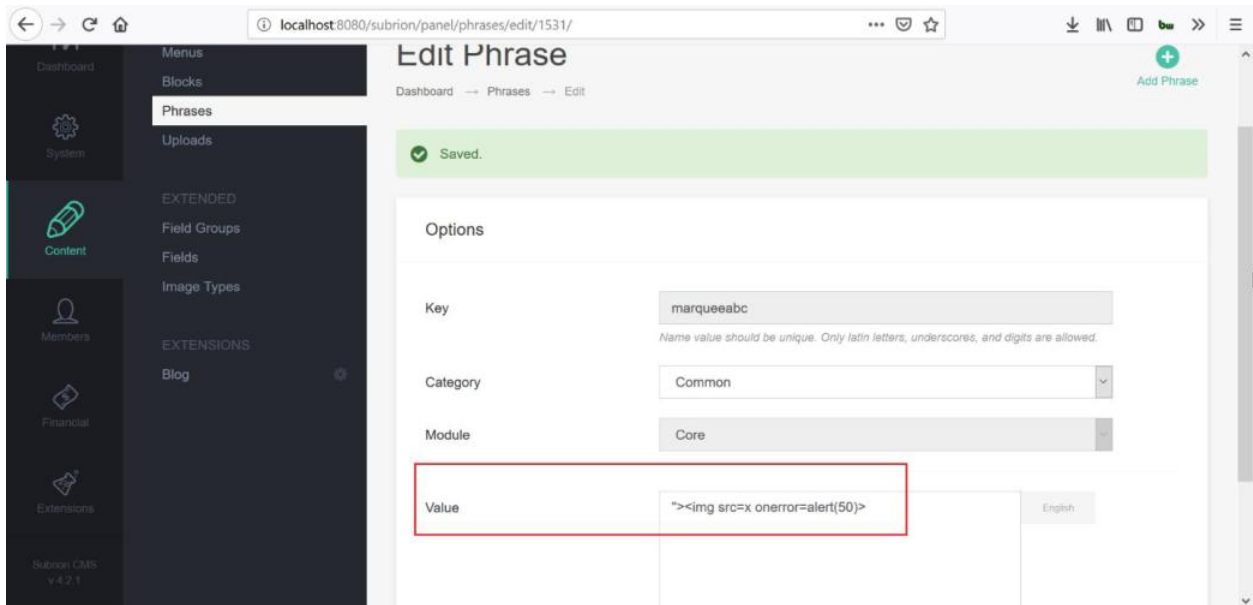 localhost:8080/subrion/panel/phrases/edit/1531/
Dashboard
System
Content
Members
Financial
Extensions
Subrion CMS
v 4.2.1
Menus
Blocks
Phrases
Uploads
EXTENDED
Field Groups
Fields
Image Types
EXTENSIONS
Blog
Edit Phrase
Dashboard → Phrases → Edit
Add Phrase
Saved.
Options
Key
marqueeabc
Name value should be unique. Only latin letters, underscores, and digits are allowed.
Category
Common
Module
Core
Value
"><img src=x onerror=alert(50)>
English